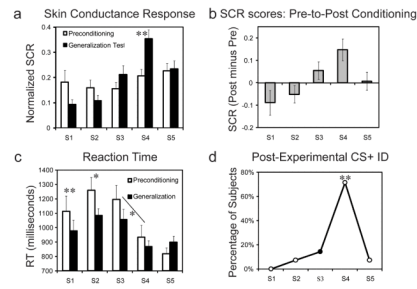 a Skin Conductance Response
Normalized SCR
0.4
0.3
0.2
0.1
0
Preconditioning
Generalization Test
**
S1 S2 S3 S4 S5
b SCR scores: Pre-to-Post Conditioning
SCR (Post minus Pre)
0.2
0.1
-0.0
-0.2
S1 S2 S3 S4 S5
c Reaction Time
RT (milliseconds)
1400
1300
1200
1100
1000
900
800
700
Preconditioning
Generalization
**
*
*
S1 S2 S3 S4 S5
d Post-Experimental CS+ ID
Percentage of Subjects
80%
60%
40%
20%
0%
**
S1 S2 S3 S4 S5